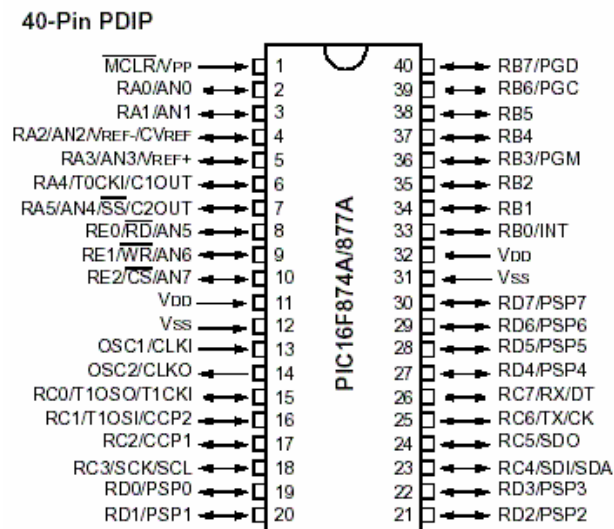 40-Pin PDIP
MCLR/VPP 1 40 RB7/PGD
RA0/AN0 2 39 RB6/PGC
RA1/AN1 3 38 RB5
RA2/AN2/VREF-/CVREF 4 37 RB4
RA3/AN3/VREF+ 5 36 RB3/PGM
RA4/T0CKI/C1OUT 6 35 RB2
RA5/AN4/SS/C2OUT 7 34 RB1
RE0/RD/AN5 8 33 RB0/INT
RE1/WR/AN6 9 32 VDD
RE2/CS/AN7 10 31 VSS
VDD 11 30 RD7/PSP7
VSS 12 29 RD6/PSP6
OSC1/CLKI 13 28 RD5/PSP5
OSC2/CLKO 14 27 RD4/PSP4
RC0/T1OSO/T1CKI 15 26 RC7/RX/DT
RC1/T1OSI/CCP2 16 25 RC6/TX/CK
RC2/CCP1 17 24 RC5/SDO
RC3/SCK/SCL 18 23 RC4/SDI/SDA
RD0/PSP0 19 22 RD3/PSP3
RD1/PSP1 20 21 RD2/PSP2
PIC16F874A/877A